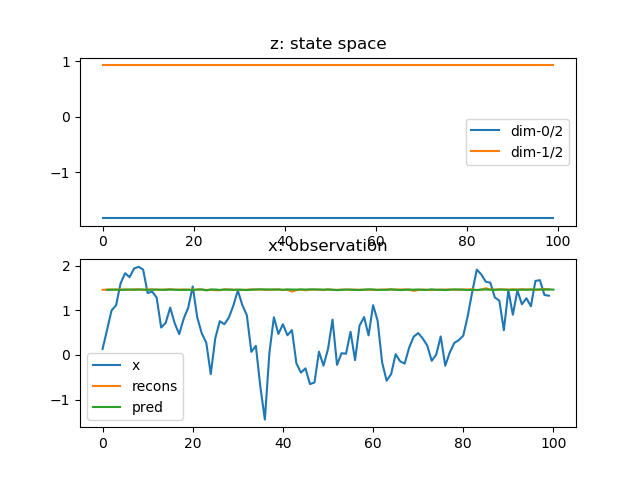 z: state space
1
0
−1
dim-0/2
dim-1/2
0 20 40 60 80 100
x: observation
2
1
0
−1
x
recons
pred
0 20 40 60 80 100